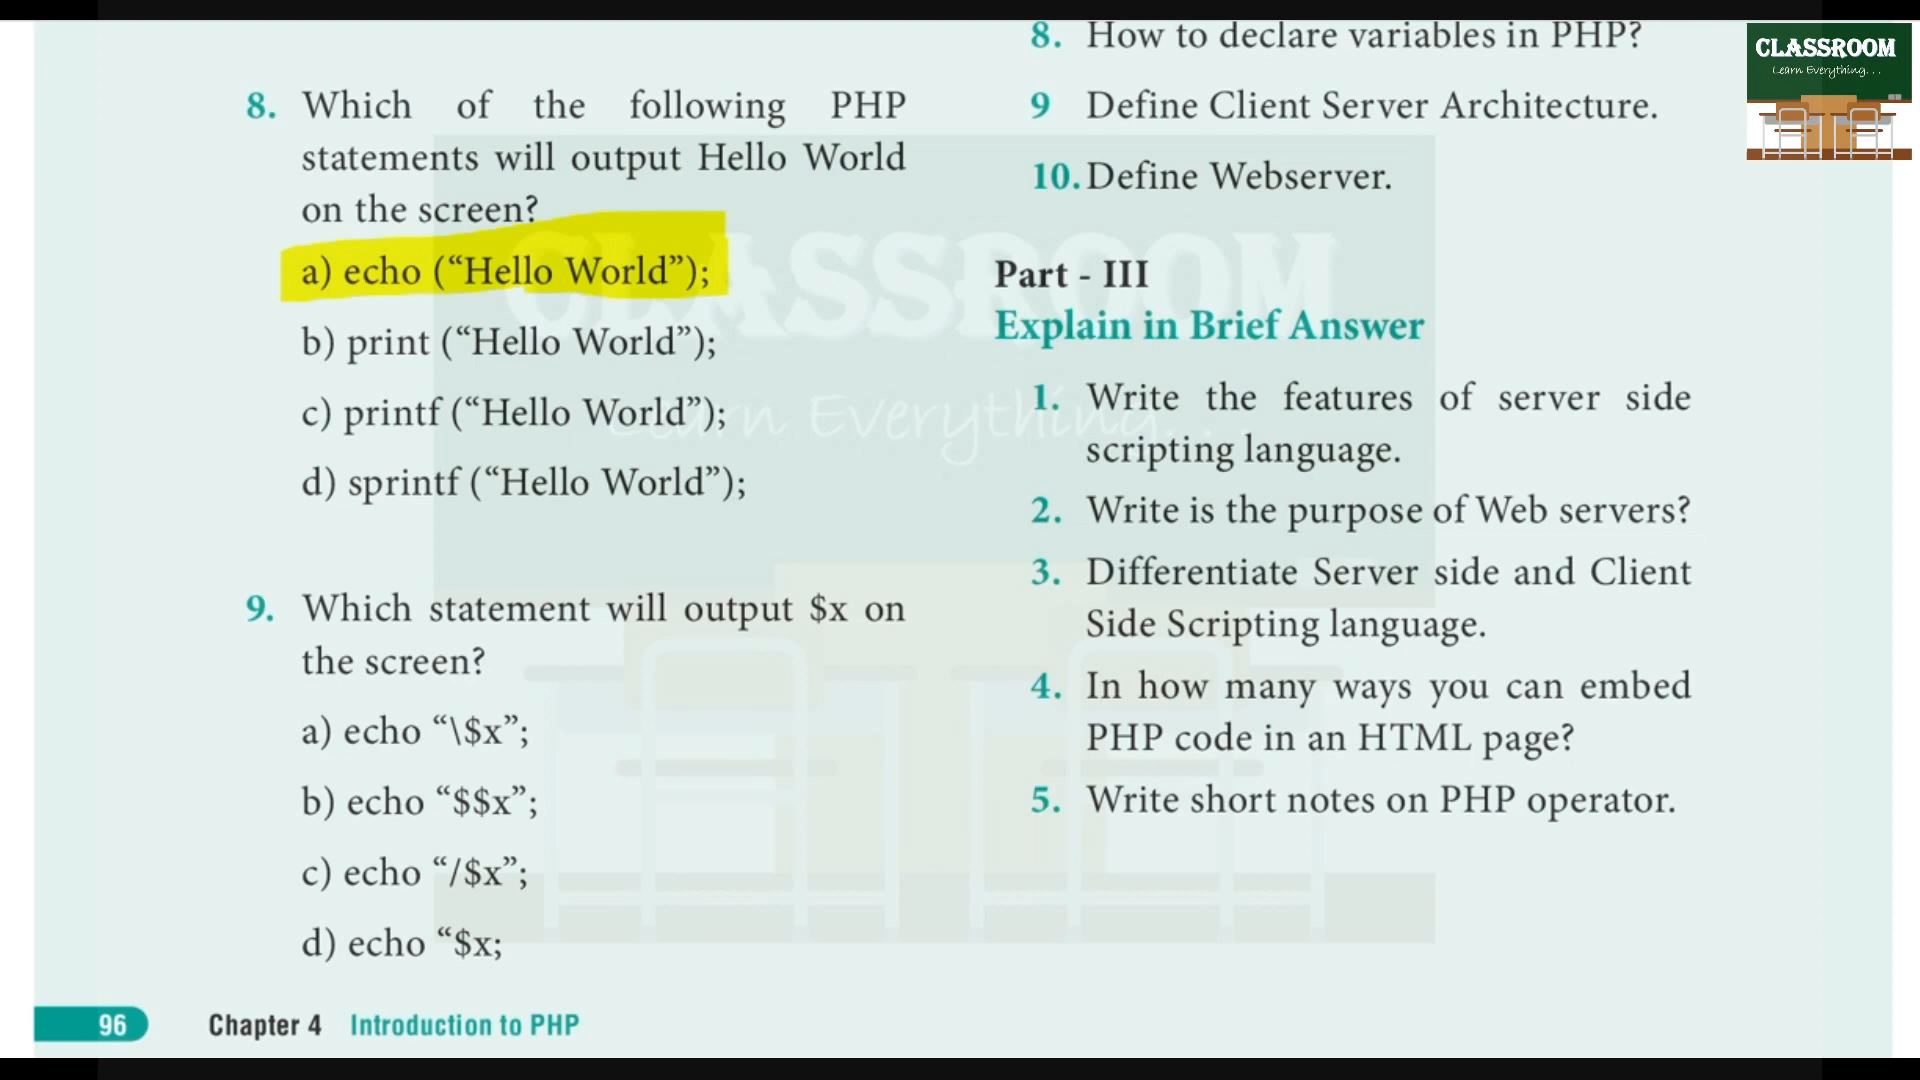 8. Which of the following PHP
statements will output Hello World
on the screen?
a) echo (“Hello World”);
b) print (“Hello World”);
c) printf (“Hello World”);
d) sprintf (“Hello World”);
9. Which statement will output $x on
the screen?
a) echo “\$x”;
b) echo “$$x”;
c) echo “/$x”;
d) echo “$x;
8. How to declare variables in PHP?
9 Define Client Server Architecture.
10. Define Webserver.
Part - III
Explain in Brief Answer
1. Write the features of server side
scripting language.
2. Write is the purpose of Web servers?
3. Differentiate Server side and Client
Side Scripting language.
4. In how many ways you can embed
PHP code in an HTML page?
5. Write short notes on PHP operator.
96 Chapter 4 Introduction to PHP
CLASSROOM
Learn Everything...
CLASSROOM
Learn Everything...